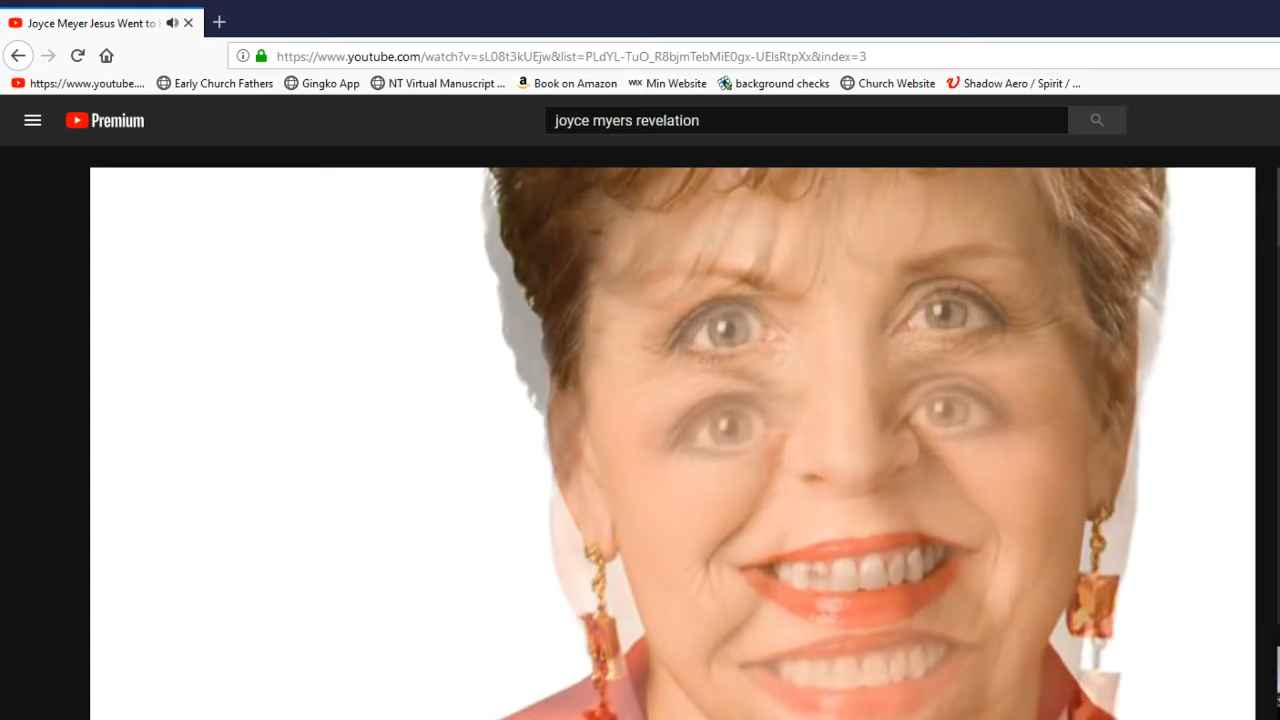 Joyce Meyer Jesus Went to
https://www.youtube.com/watch?v=sL08t3kUEjw&list=PLdYL-TuO_R8bjmTebMiE0gx-UElsRtpXx&index=3
https://www.youtube.... Early Church Fathers Gingko App NT Virtual Manuscript ... Book on Amazon WIX Min Website background checks Church Website Shadow Aero / Spirit / ...
Premium joyce myers revelation